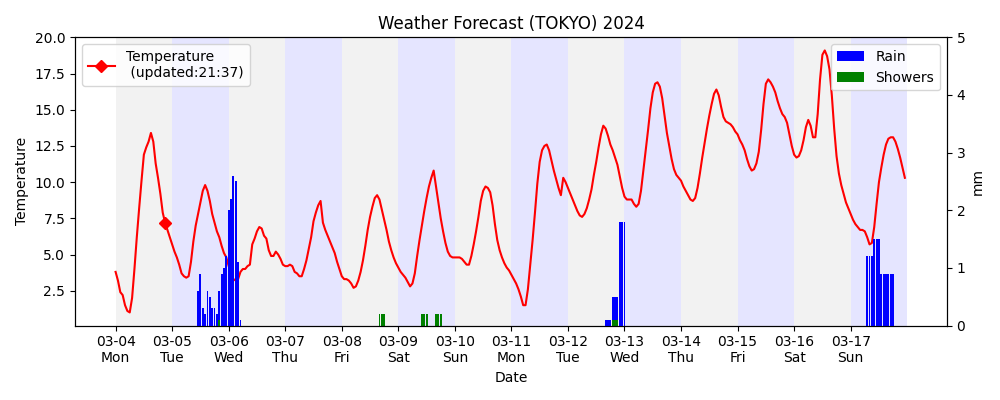 Weather Forecast (TOKYO) 2024
Temperature
(updated:21:37)
Rain
Showers
20.0
17.5
15.0
12.5
10.0
7.5
5.0
2.5
Temperature
5
4
3
2
1
0
mm
03-04 03-05 03-06 03-07 03-08 03-09 03-10 03-11 03-12 03-13 03-14 03-15 03-16 03-17
Mon Tue Wed Thu Fri Sat Sun Mon Tue Wed Thu Fri Sat Sun
Date